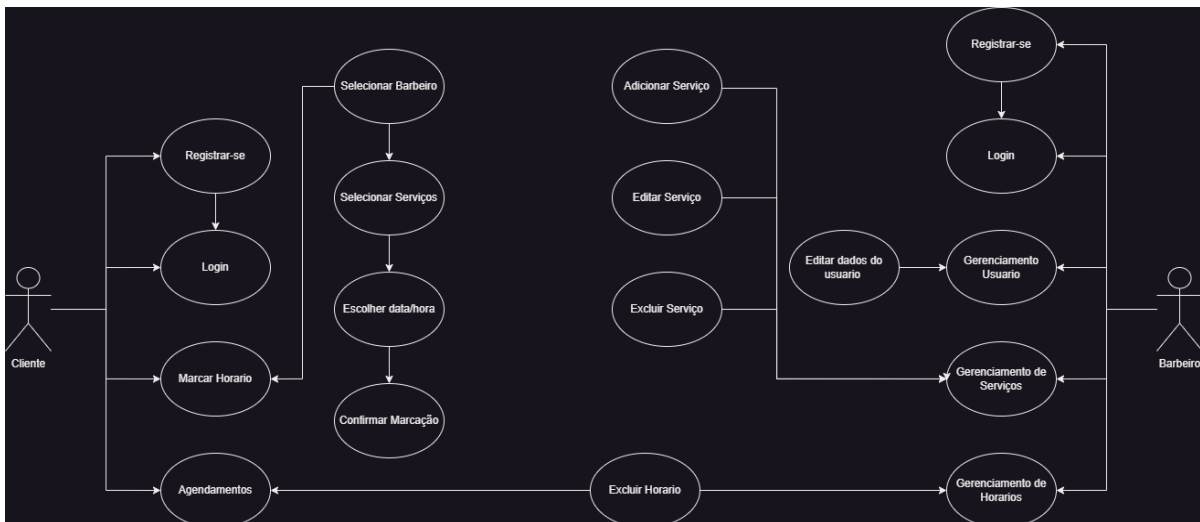 Registrar-se
Selecionar Barbeiro
Adicionar Serviço
Registrar-se
Login
Selecionar Serviços
Editar Serviço
Login
Editar dados do
usuario
Gerenciamento
Usuario
Escolher data/hora
Excluir Serviço
Cliente
Barbeiro
Marcar Horario
Gerenciamento de
Serviços
Confirmar Marcação
Agendamentos
Excluir Horario
Gerenciamento de
Horarios